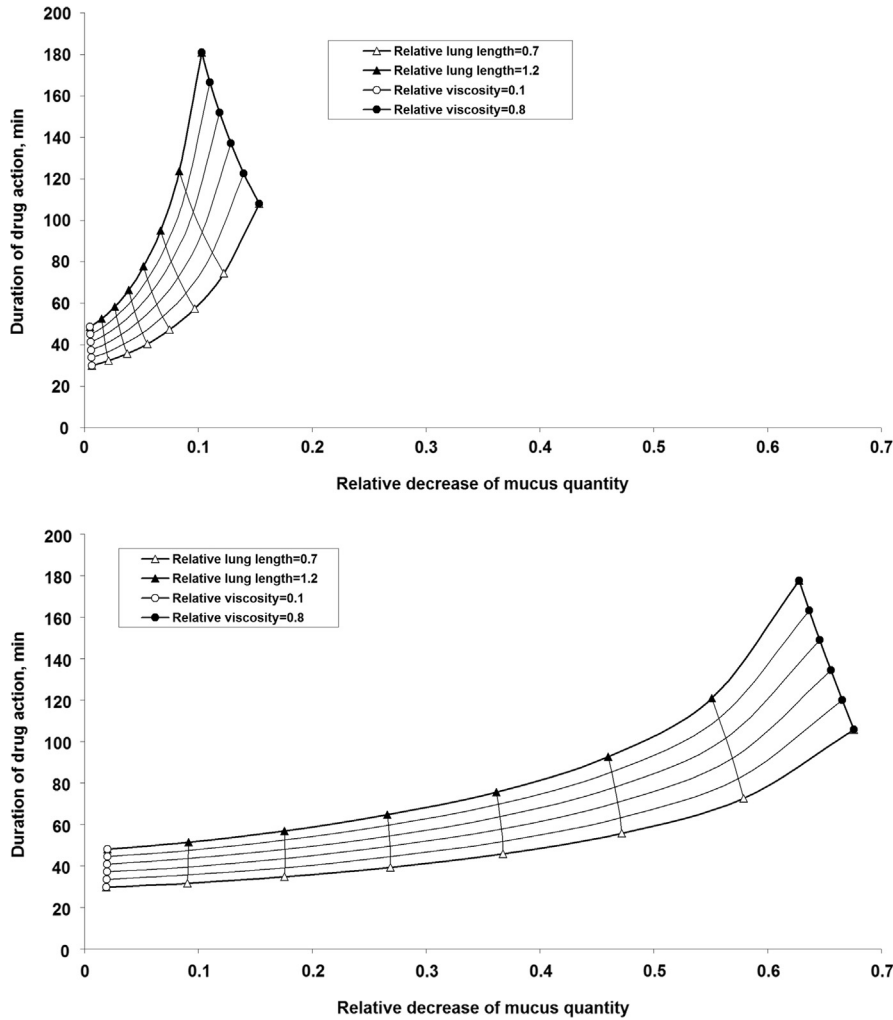 200
180
160
140
120
100
80
60
40
20
0
Duration of drug action, min
Relative lung length=0.7
Relative lung length=1.2
Relative viscosity=0.1
Relative viscosity=0.8
0 0.1 0.2 0.3 0.4 0.5 0.6 0.7
Relative decrease of mucus quantity
200
180
160
140
120
100
80
60
40
20
0
Duration of drug action, min
Relative lung length=0.7
Relative lung length=1.2
Relative viscosity=0.1
Relative viscosity=0.8
0 0.1 0.2 0.3 0.4 0.5 0.6 0.7
Relative decrease of mucus quantity